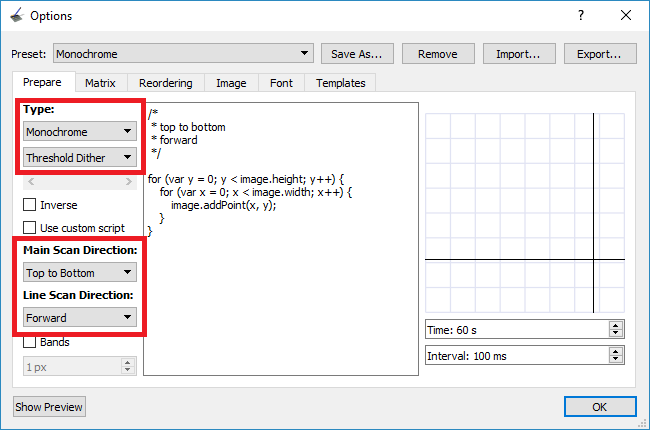 Options
Preset: Monochrome Save As... Remove Import... Export...
Prepare Matrix Reordering Image Font Templates
Type:
Monochrome
Threshold Dither
Inverse
Use custom script
Main Scan Direction:
Top to Bottom
Line Scan Direction:
Forward
Bands
1 px
/*
* top to bottom
* forward
*/
for (var y = 0; y < image.height; y++) {
for (var x = 0; x < image.width; x++) {
image.addPoint(x, y);
}
}
Time: 60 s
Interval: 100 ms
Show Preview OK